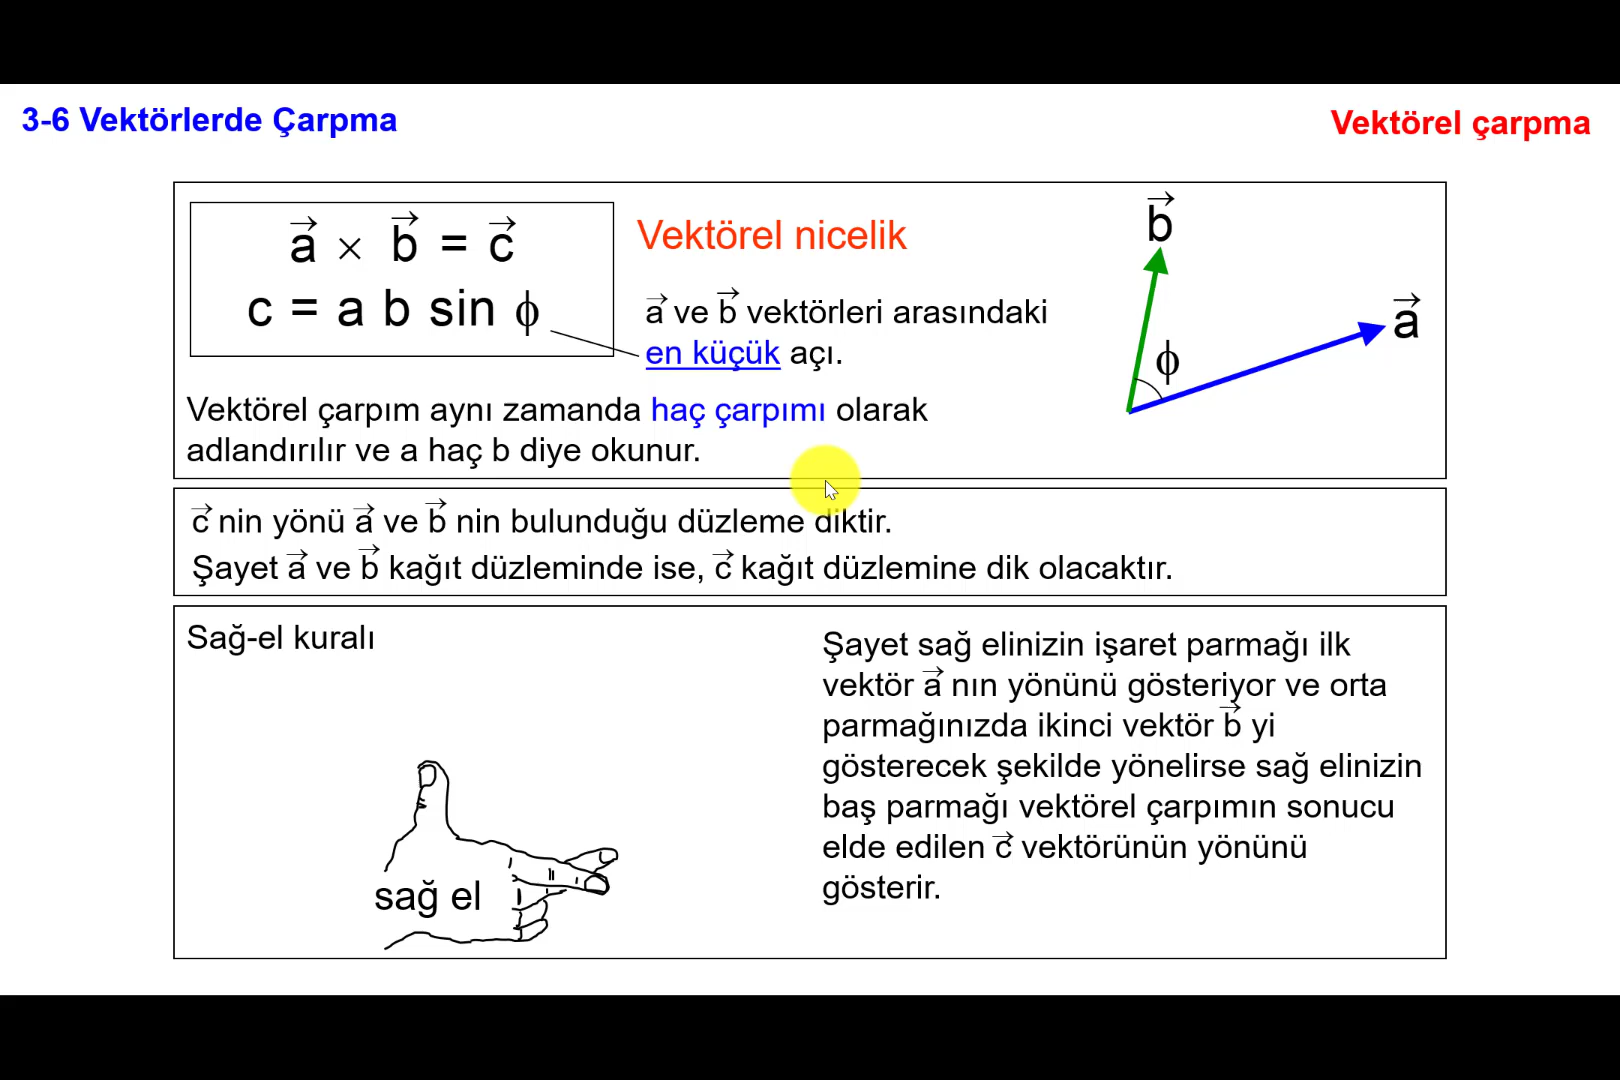 3-6 Vektörlerde Çarpma
Vektörel çarpma
a⃗ × b⃗ = c⃗
c = a b sin ϕ
Vektörel nicelik
a⃗ ve b⃗ vektörleri arasındaki
en küçük açı.
b⃗
a⃗
ϕ
Vektörel çarpım aynı zamanda haç çarpımı olarak
adlandırılır ve a haç b diye okunur.
c⃗ nin yönü a⃗ ve b⃗ nin bulunduğu düzleme diktir.
Şayet a⃗ ve b⃗ kağıt düzleminde ise, c⃗ kağıt düzlemine dik olacaktır.
Sağ-el kuralı
sağ el
Şayet sağ elinizin işaret parmağı ilk
vektör a⃗ nın yönünü gösteriyor ve orta
parmağınızda ikinci vektör b⃗ yi
gösterecek şekilde yönelirse sağ elinizin
baş parmağı vektörel çarpımın sonucu
elde edilen c⃗ vektörünün yönünü
gösterir.